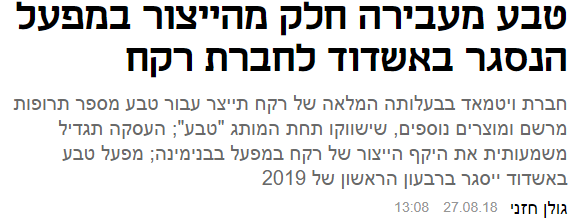 טבע מעבירה חלק מהייצור במפעל
הנסגר באשדוד לחברת רקח
חברת ויטמאד בבעלותה המלאה של רקח תייצר עבור טבע מספר תרופות
מרשם ומוצרים נוספים, שישווקו תחת המותג "טבע"; העסקה תגדיל
משמעותית את היקף הייצור של רקח במפעל בבנימינה; מפעל טבע
באשדוד ייסגר ברבעון הראשון של 2019
גולן חזני 27.08.18 13:08